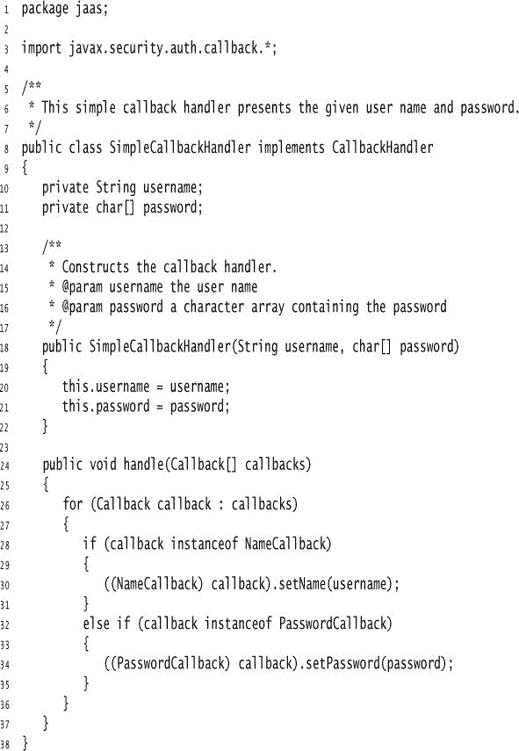 1 package jaas;
2
3 import javax.security.auth.callback.*;
4
5 /**
6  * This simple callback handler presents the given user name and password.
7  */
8 public class SimpleCallbackHandler implements CallbackHandler
9 {
10    private String username;
11    private char[] password;
12
13    /**
14     * Constructs the callback handler.
15     * @param username the user name
16     * @param password a character array containing the password
17     */
18    public SimpleCallbackHandler(String username, char[] password)
19    {
20       this.username = username;
21       this.password = password;
22    }
23
24    public void handle(Callback[] callbacks)
25    {
26       for (Callback callback : callbacks)
27       {
28          if (callback instanceof NameCallback)
29          {
30             ((NameCallback) callback).setName(username);
31          }
32          else if (callback instanceof PasswordCallback)
33          {
34             ((PasswordCallback) callback).setPassword(password);
35          }
36       }
37    }
38 }